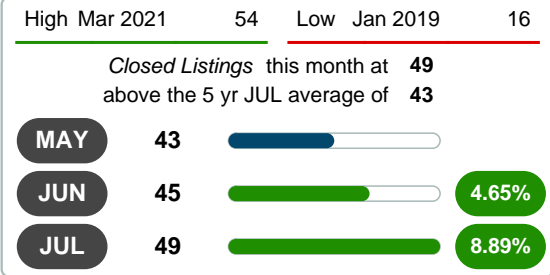 High Mar 2021 54 Low Jan 2019 16
Closed Listings this month at 49
above the 5 yr JUL average of 43
MAY 43
JUN 45 4.65%
JUL 49 8.89%